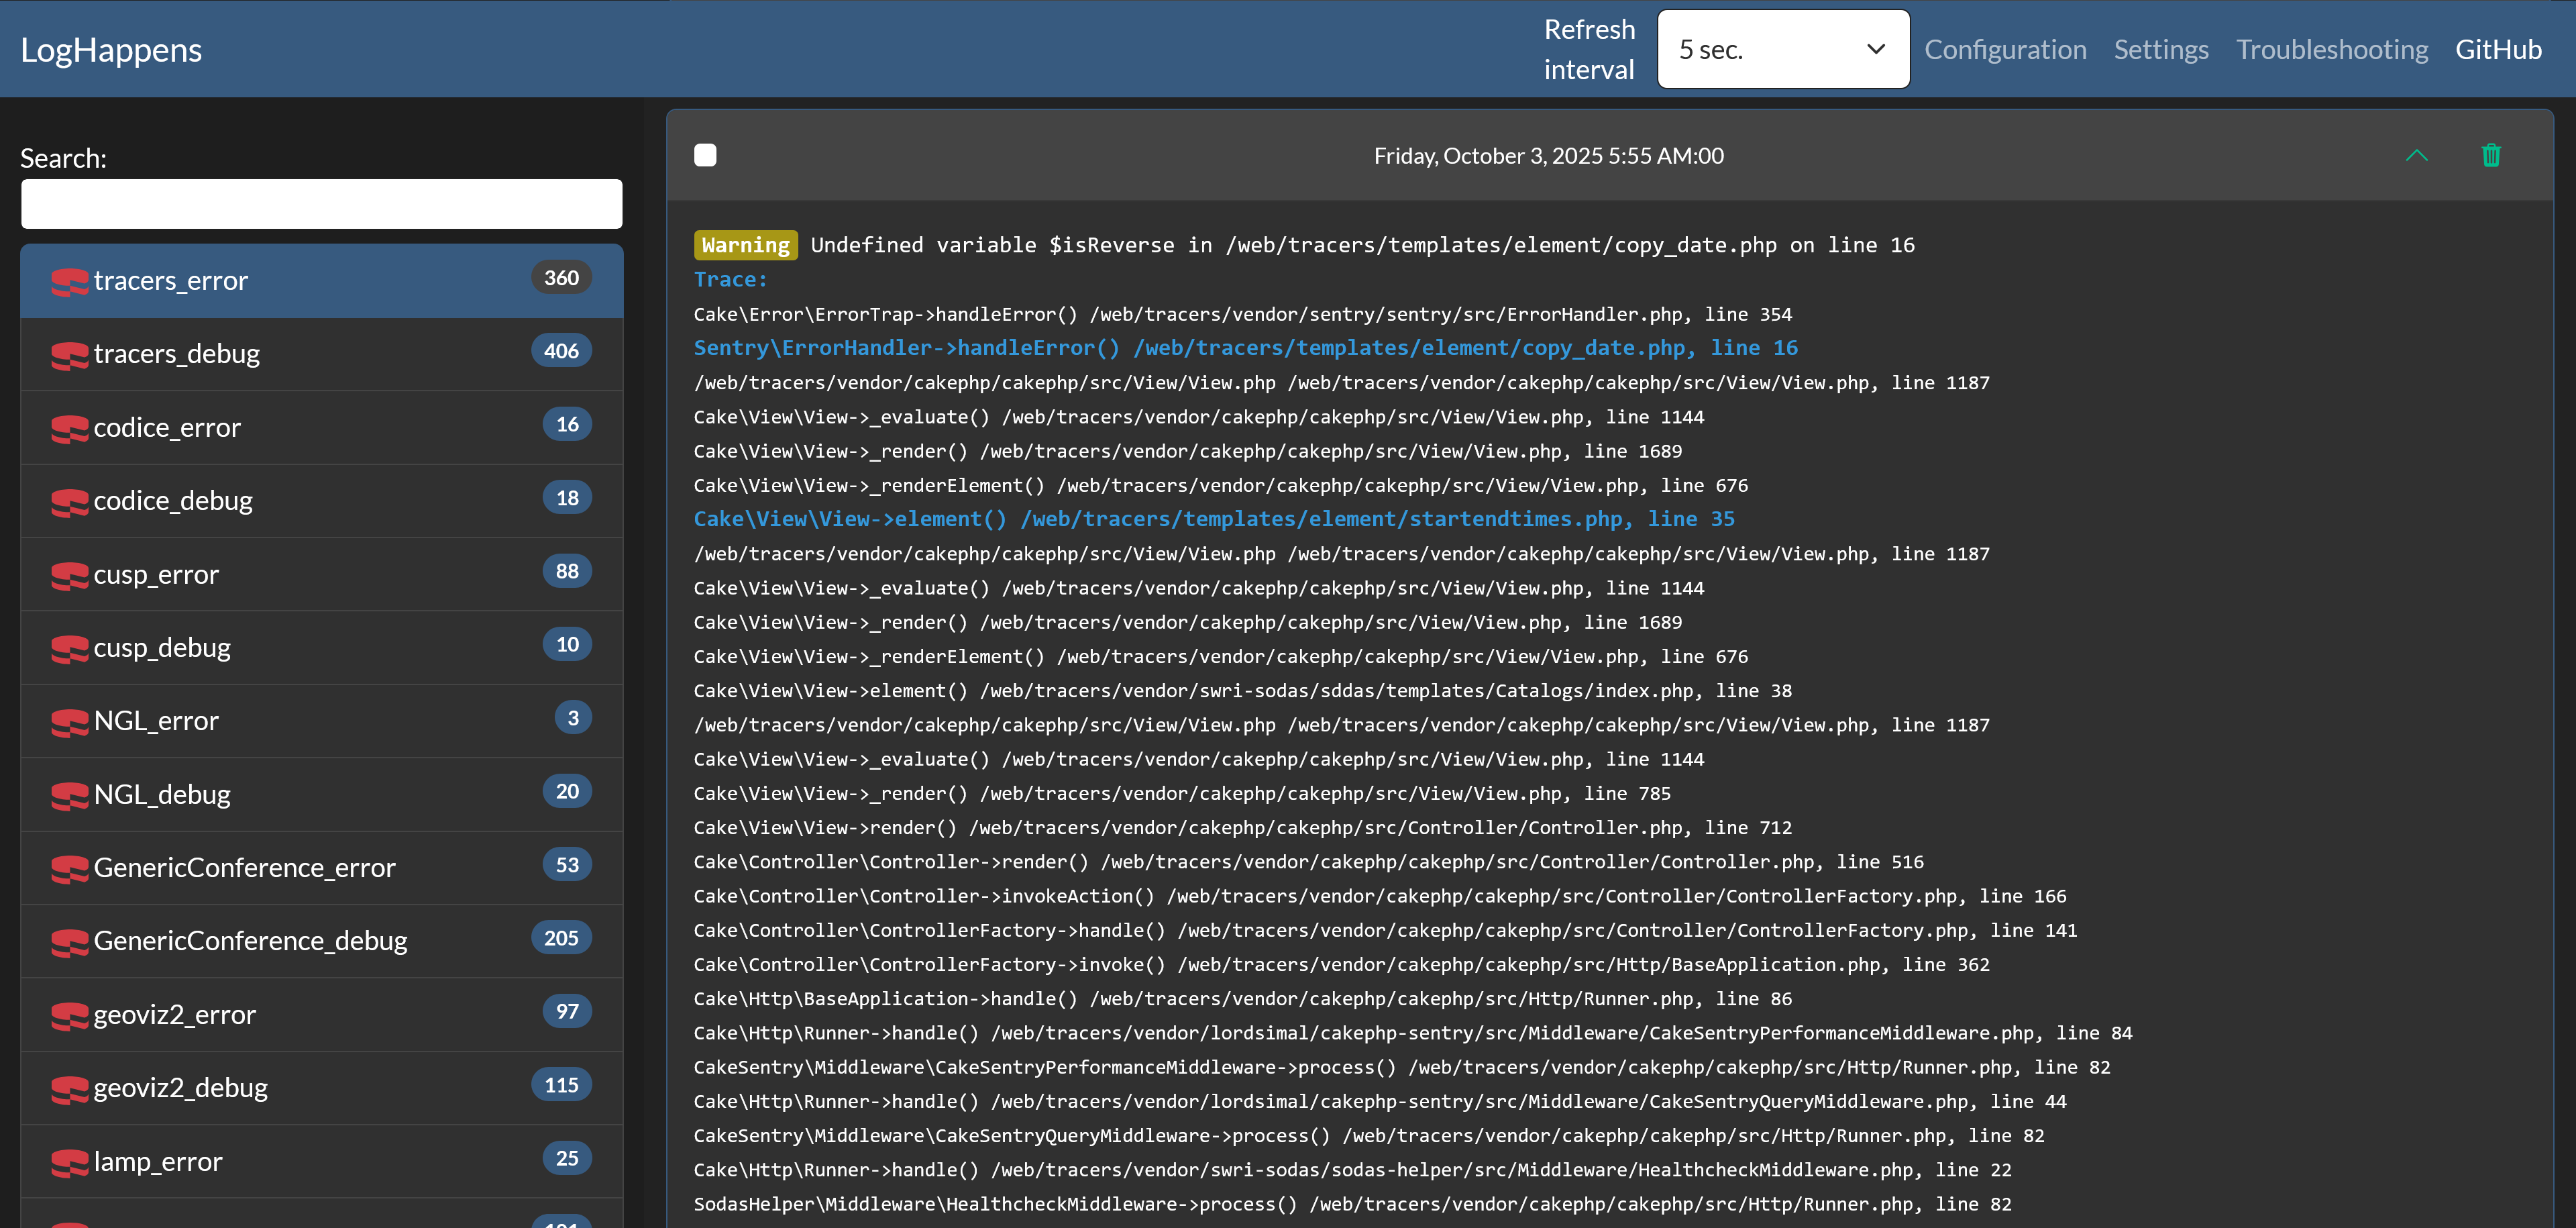 LogHappens
Refresh interval
5 sec.
Configuration
Settings
Troubleshooting
GitHub
Search:
tracers_error 360
tracers_debug 406
codice_error 16
codice_debug 18
cusp_error 88
cusp_debug 10
NGL_error 3
NGL_debug 20
GenericConference_error 53
GenericConference_debug 205
geoviz2_error 97
geoviz2_debug 115
lamp_error 25
Friday, October 3, 2025 5:55 AM:00
Warning Undefined variable $isReverse in /web/tracers/templates/element/copy_date.php on line 16
Trace:
Cake\Error\ErrorTrap->handleError() /web/tracers/vendor/sentry/sentry/src/ErrorHandler.php, line 354
Sentry\ErrorHandler->handleError() /web/tracers/templates/element/copy_date.php, line 16
/web/tracers/vendor/cakephp/cakephp/src/View/View.php /web/tracers/vendor/cakephp/cakephp/src/View/View.php, line 1187
Cake\View\View->_evaluate() /web/tracers/vendor/cakephp/cakephp/src/View/View.php, line 1144
Cake\View\View->_render() /web/tracers/vendor/cakephp/cakephp/src/View/View.php, line 1689
Cake\View\View->_renderElement() /web/tracers/vendor/cakephp/cakephp/src/View/View.php, line 676
Cake\View\View->element() /web/tracers/templates/element/startendtimes.php, line 35
/web/tracers/vendor/cakephp/cakephp/src/View/View.php /web/tracers/vendor/cakephp/cakephp/src/View/View.php, line 1187
Cake\View\View->_evaluate() /web/tracers/vendor/cakephp/cakephp/src/View/View.php, line 1144
Cake\View\View->_render() /web/tracers/vendor/cakephp/cakephp/src/View/View.php, line 1689
Cake\View\View->_renderElement() /web/tracers/vendor/cakephp/cakephp/src/View/View.php, line 676
Cake\View\View->element() /web/tracers/vendor/swri-sodas/sddas/templates/Catalogs/index.php, line 38
/web/tracers/vendor/cakephp/cakephp/src/View/View.php /web/tracers/vendor/cakephp/cakephp/src/View/View.php, line 1187
Cake\View\View->_evaluate() /web/tracers/vendor/cakephp/cakephp/src/View/View.php, line 1144
Cake\View\View->_render() /web/tracers/vendor/cakephp/cakephp/src/View/View.php, line 785
Cake\View\View->render() /web/tracers/vendor/cakephp/cakephp/src/Controller/Controller.php, line 712
Cake\Controller\Controller->render() /web/tracers/vendor/cakephp/cakephp/src/Controller/Controller.php, line 516
Cake\Controller\Controller->invokeAction() /web/tracers/vendor/cakephp/cakephp/src/Controller/ControllerFactory.php, line 166
Cake\Controller\ControllerFactory->handle() /web/tracers/vendor/cakephp/cakephp/src/Controller/ControllerFactory.php, line 141
Cake\Controller\ControllerFactory->invoke() /web/tracers/vendor/cakephp/cakephp/src/Http/BaseApplication.php, line 362
Cake\Http\BaseApplication->handle() /web/tracers/vendor/cakephp/cakephp/src/Http/Runner.php, line 86
Cake\Http\Runner->handle() /web/tracers/vendor/lordsimal/cakephp-sentry/src/Middleware/CakeSentryPerformanceMiddleware.php, line 84
CakeSentry\Middleware\CakeSentryPerformanceMiddleware->process() /web/tracers/vendor/cakephp/cakephp/src/Http/Runner.php, line 82
Cake\Http\Runner->handle() /web/tracers/vendor/lordsimal/cakephp-sentry/src/Middleware/CakeSentryQueryMiddleware.php, line 44
CakeSentry\Middleware\CakeSentryQueryMiddleware->process() /web/tracers/vendor/cakephp/cakephp/src/Http/Runner.php, line 82
Cake\Http\Runner->handle() /web/tracers/vendor/swri-sodas/sodas-helper/src/Middleware/HealthcheckMiddleware.php, line 22
SodasHelper\Middleware\HealthcheckMiddleware->process() /web/tracers/vendor/cakephp/cakephp/src/Http/Runner.php, line 82